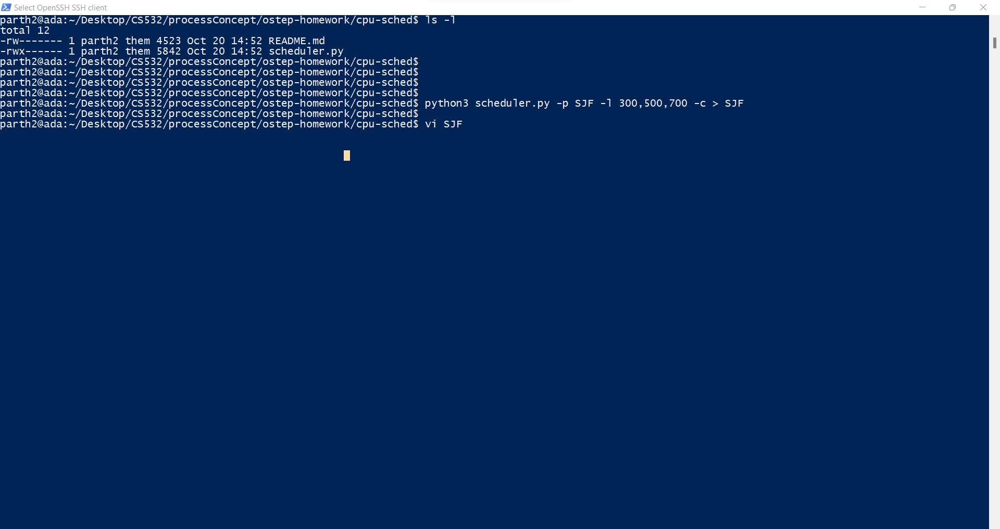 Select OpenSSH SSH client
parth2@ada:~/Desktop/CS532/processConcept/ostep-homework/cpu-sched$ ls -l
total 12
-rw------- 1 parth2 them 4523 Oct 20 14:52 README.md
-rwx------ 1 parth2 them 5842 Oct 20 14:52 scheduler.py
parth2@ada:~/Desktop/CS532/processConcept/ostep-homework/cpu-sched$
parth2@ada:~/Desktop/CS532/processConcept/ostep-homework/cpu-sched$
parth2@ada:~/Desktop/CS532/processConcept/ostep-homework/cpu-sched$
parth2@ada:~/Desktop/CS532/processConcept/ostep-homework/cpu-sched$
parth2@ada:~/Desktop/CS532/processConcept/ostep-homework/cpu-sched$ python3 scheduler.py -p SJF -l 300,500,700 -c > SJF
parth2@ada:~/Desktop/CS532/processConcept/ostep-homework/cpu-sched$
parth2@ada:~/Desktop/CS532/processConcept/ostep-homework/cpu-sched$ vi SJF